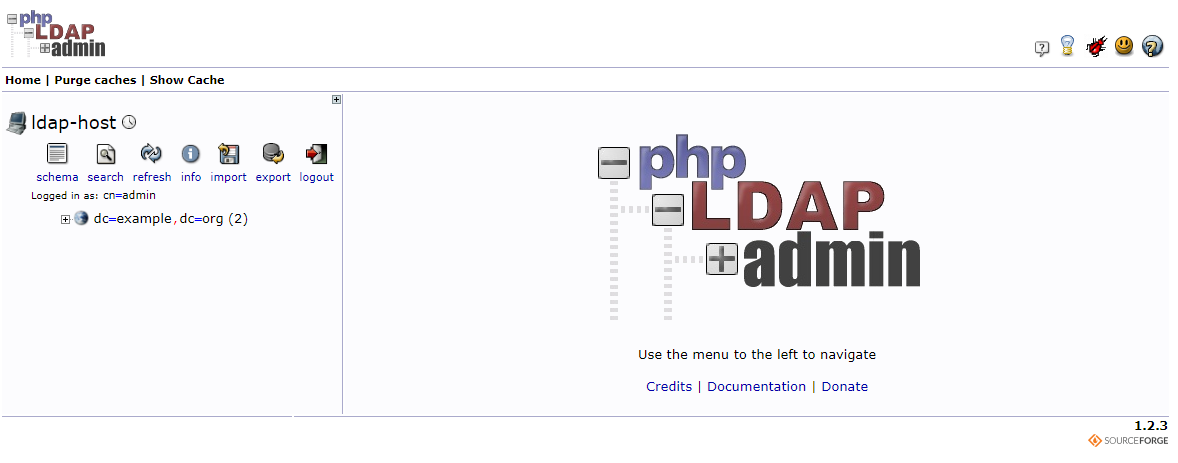 php
LDAP
admin
Home | Purge caches | Show Cache
ldap-host
schema search refresh info import export logout
Logged in as: cn=admin
dc=example,dc=org (2)
php
LDAP
admin
Use the menu to the left to navigate
Credits | Documentation | Donate
1.2.3
SOURCEFORGE